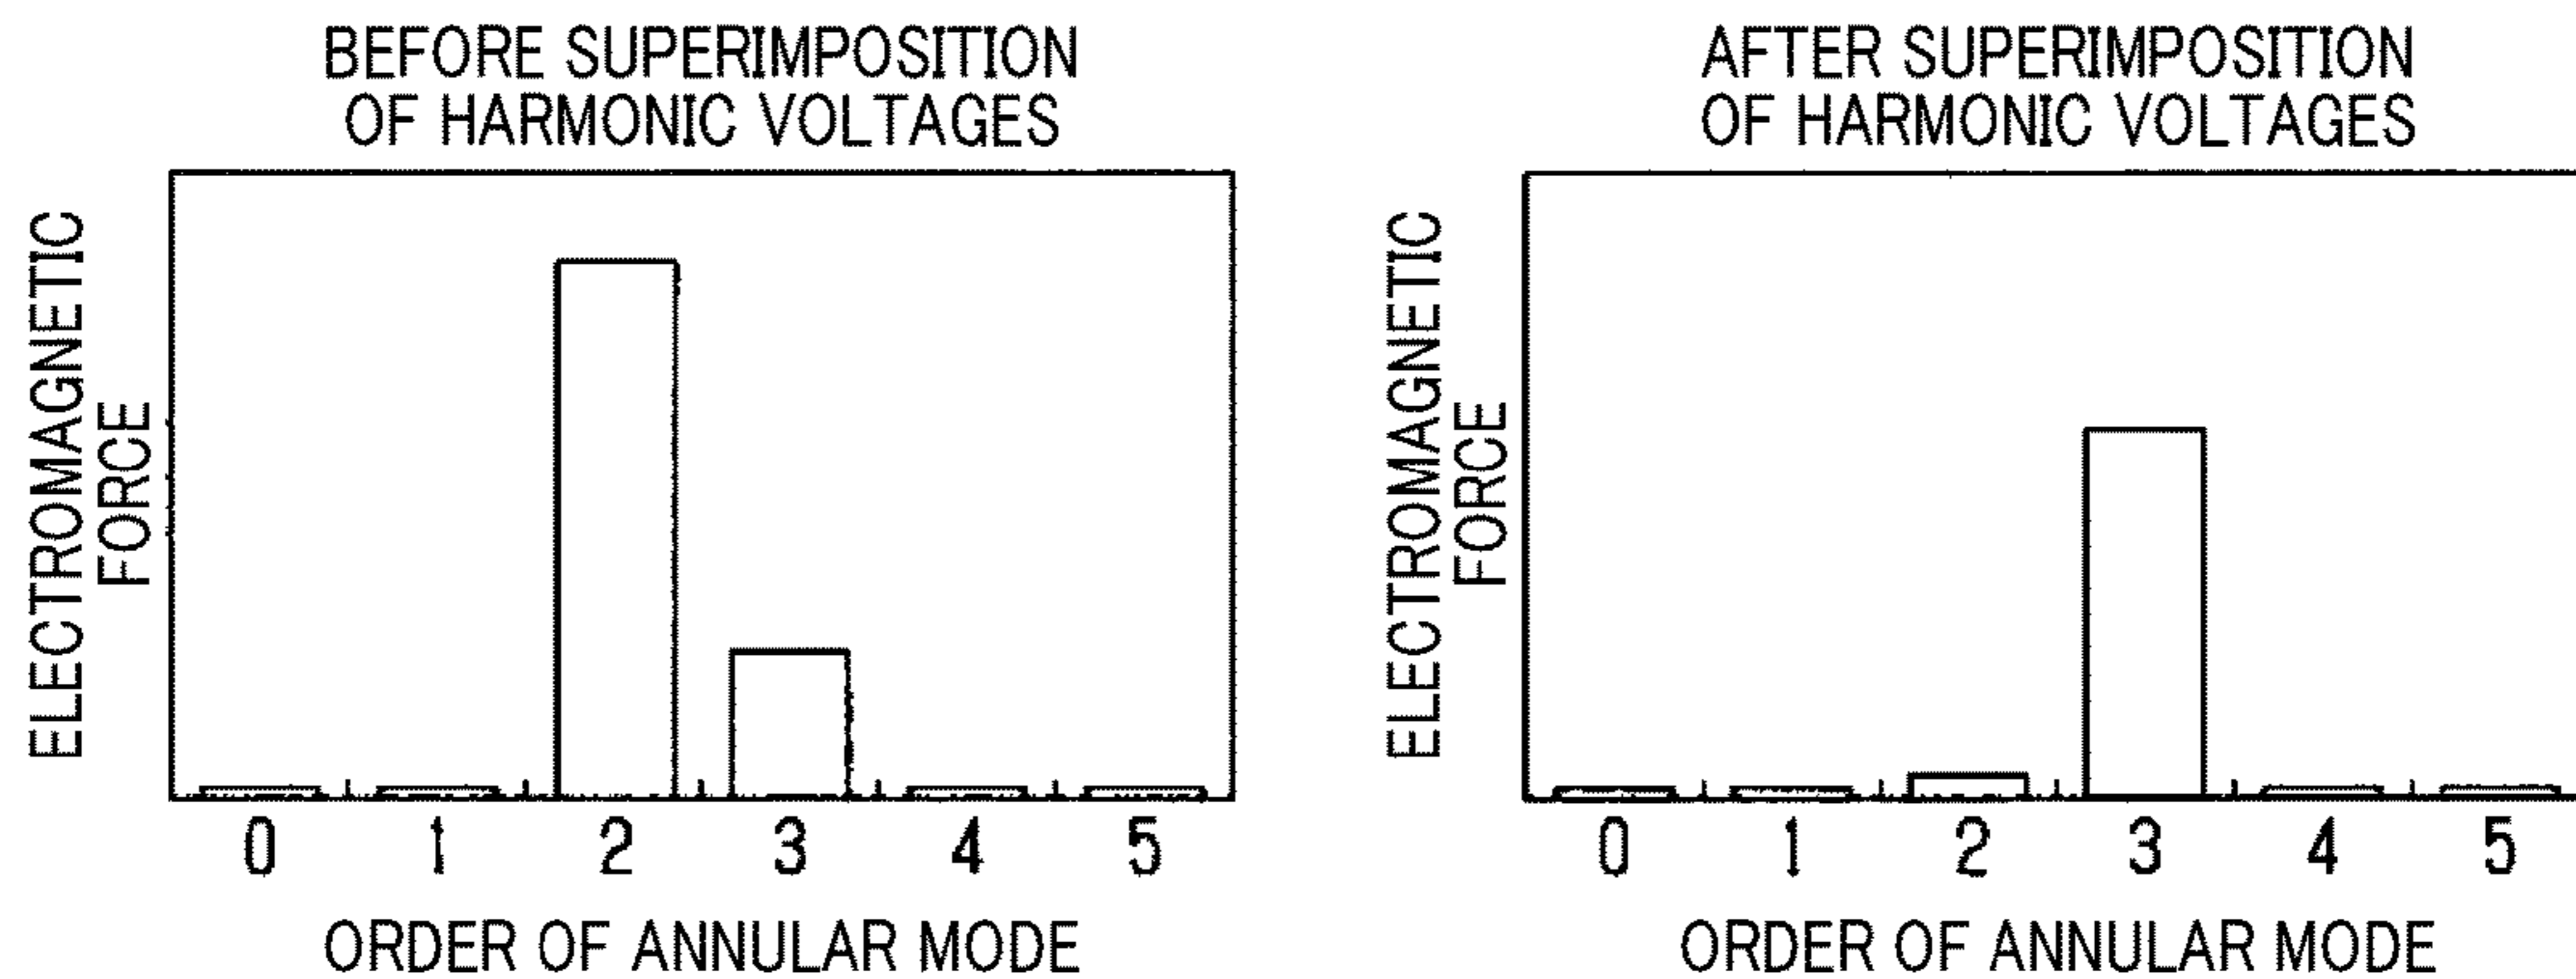 BEFORE SUPERIMPOSITION
OF HARMONIC VOLTAGES
ELECTROMAGNETIC
FORCE
0 1 2 3 4 5
ORDER OF ANNULAR MODE
AFTER SUPERIMPOSITION
OF HARMONIC VOLTAGES
ELECTROMAGNETIC
FORCE
0 1 2 3 4 5
ORDER OF ANNULAR MODE